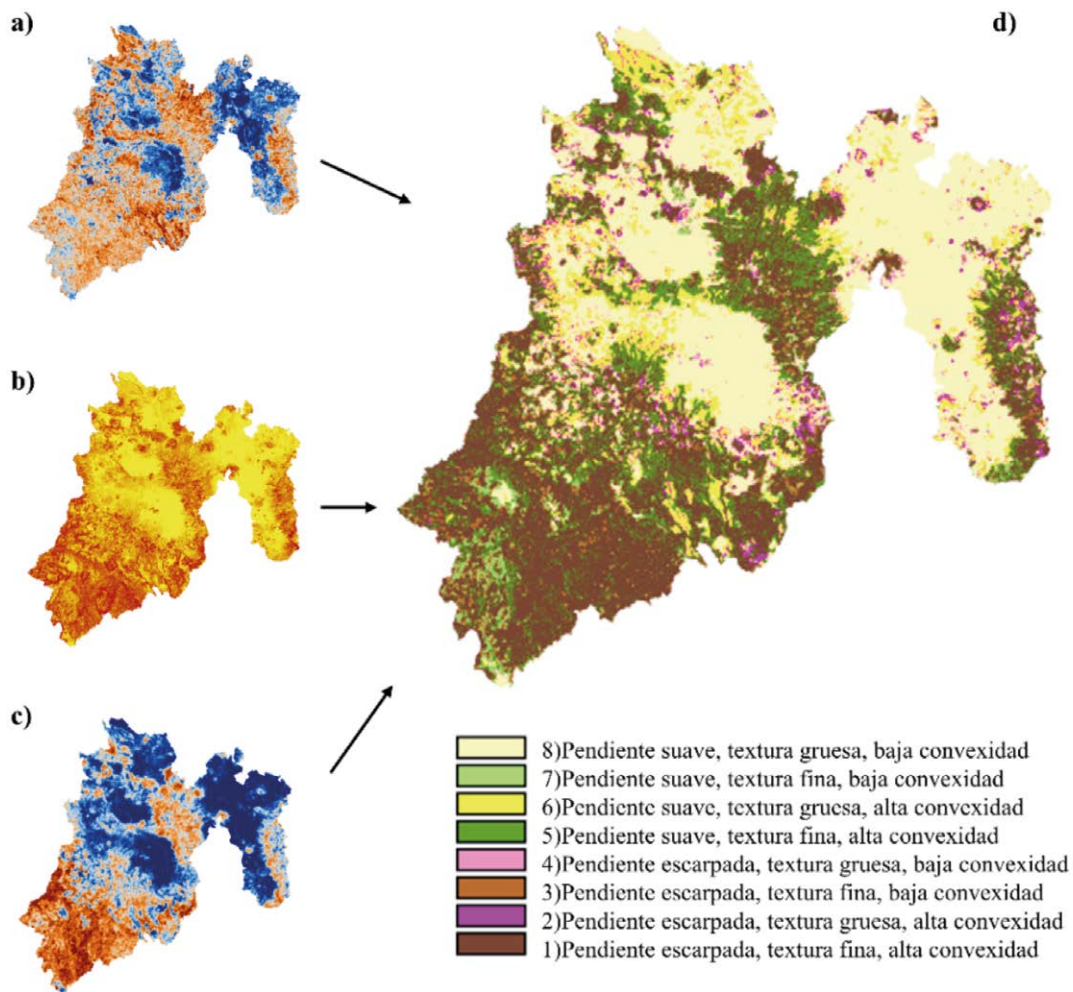 a)
d)
b)
c)
8)Pendiente suave, textura gruesa, baja convexidad
7)Pendiente suave, textura fina, baja convexidad
6)Pendiente suave, textura gruesa, alta convexidad
5)Pendiente suave, textura fina, alta convexidad
4)Pendiente escarpada, textura gruesa, baja convexidad
3)Pendiente escarpada, textura fina, baja convexidad
2)Pendiente escarpada, textura gruesa, alta convexidad
1)Pendiente escarpada, textura fina, alta convexidad